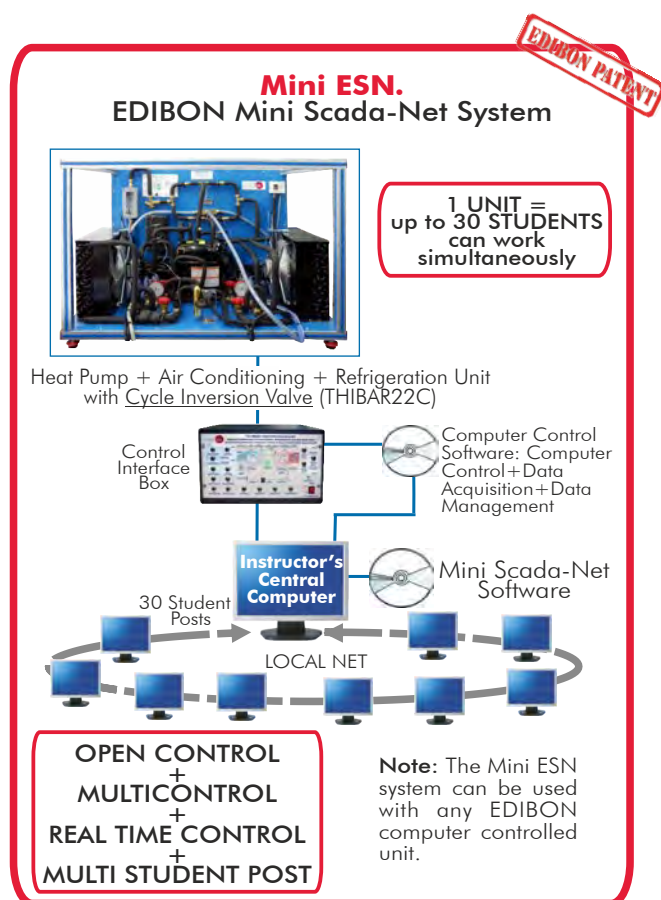 EDIBON PATENT
Mini ESN.
EDIBON Mini Scada-Net System
1 UNIT =
up to 30 STUDENTS
can work
simultaneously
Heat Pump + Air Conditioning + Refrigeration Unit
with Cycle Inversion Valve (THIBAR22C)
Control
Interface
Box
Computer Control
Software: Computer
Control+Data
Acquisition+Data
Management
Instructor's
Central
Computer
Mini Scada-Net
Software
30 Student
Posts
LOCAL NET
OPEN CONTROL
+
MULTICONTROL
+
REAL TIME CONTROL
+
MULTI STUDENT POST
Note: The Mini ESN
system can be used
with any EDIBON
computer controlled
unit.